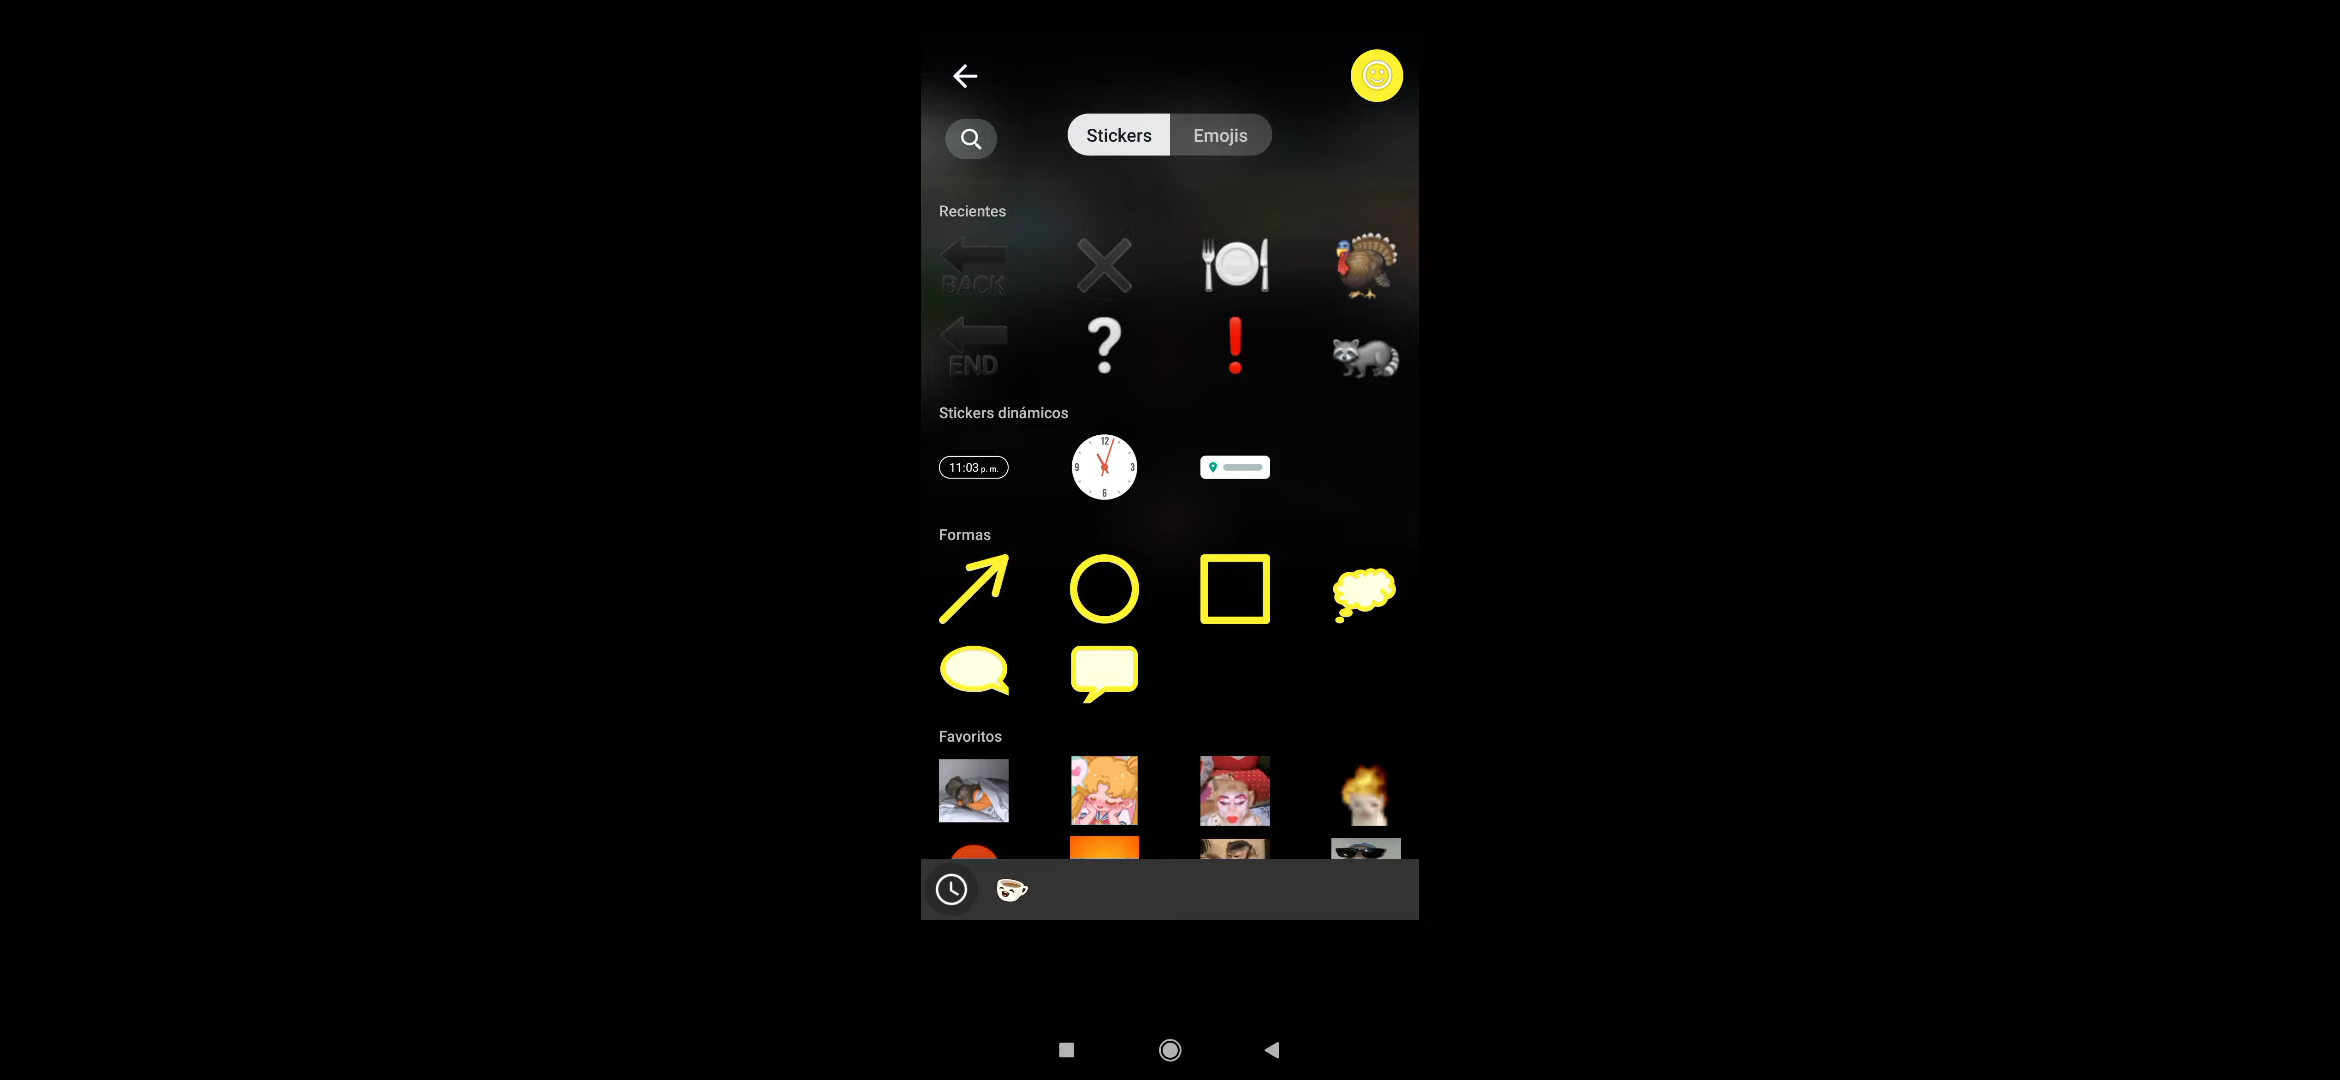 Stickers
Emojis
Recientes
BACK
END
Stickers dinámicos
11:03 p. m.
12
9
3
6
Formas
Favoritos